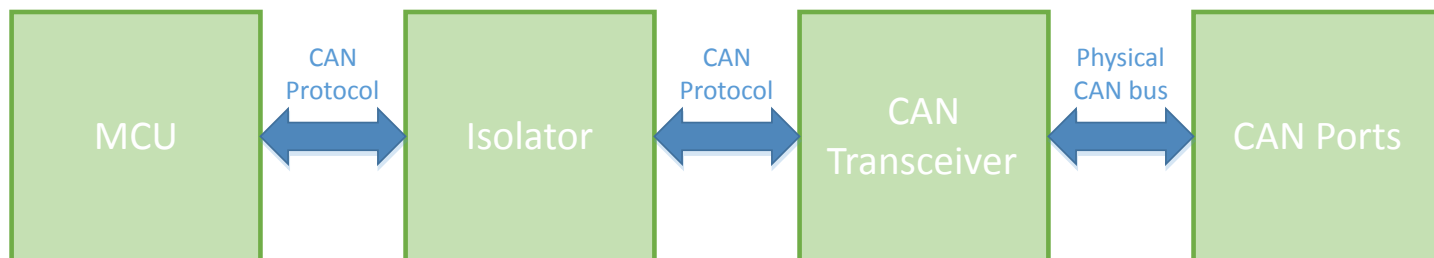 MCU
CAN
Protocol
Isolator
CAN
Protocol
CAN
Transceiver
Physical
CAN bus
CAN Ports